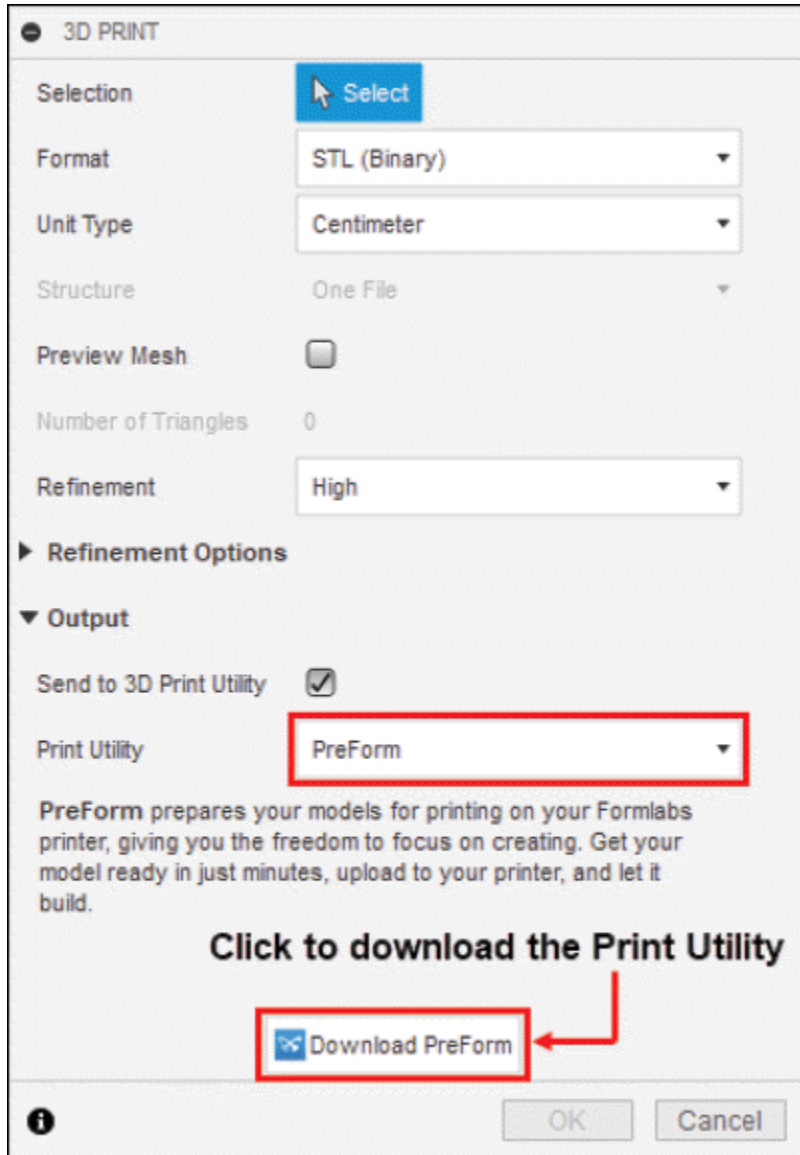 3D PRINT
Selection Select
Format STL (Binary)
Unit Type Centimeter
Structure One File
Preview Mesh
Number of Triangles 0
Refinement High
Refinement Options
Output
Send to 3D Print Utility
Print Utility PreForm
PreForm prepares your models for printing on your Formlabs
printer, giving you the freedom to focus on creating. Get your
model ready in just minutes, upload to your printer, and let it
build.
Click to download the Print Utility
Download PreForm
OK Cancel